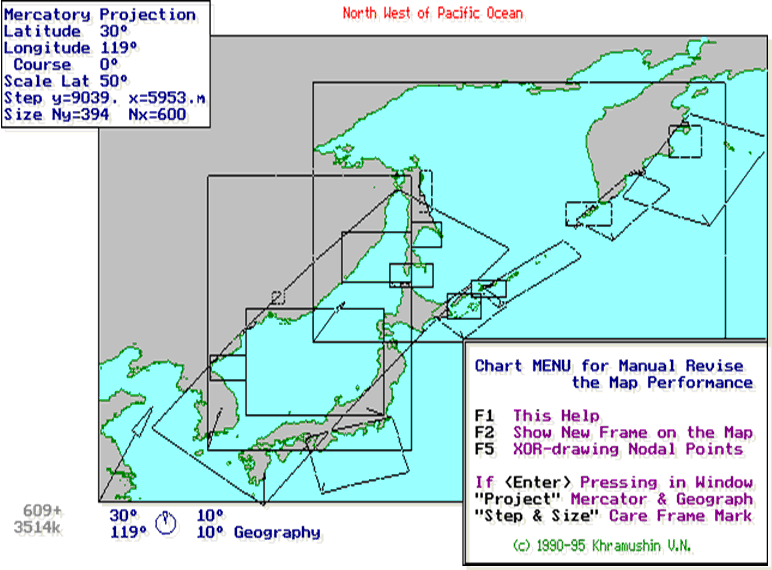 North West of Pacific Ocean
Mercatory Projection
Latitude 30°
Longitude 119°
Course 0°
Scale Lat 50°
Step y=9039. x=5953.m
Size Ny=394 Nx=600
2
Chart MENU for Manual Revise
the Map Performance
F1 This Help
F2 Show New Frame on the Map
F5 XOR-drawing Nodal Points
If <Enter> Pressing in Window
"Project" Mercator & Geograph
"Step & Size" Care Frame Mark
(c) 1990-95 Khramushin V.N.
609+
3514k
30° 10°
119° 10° Geography